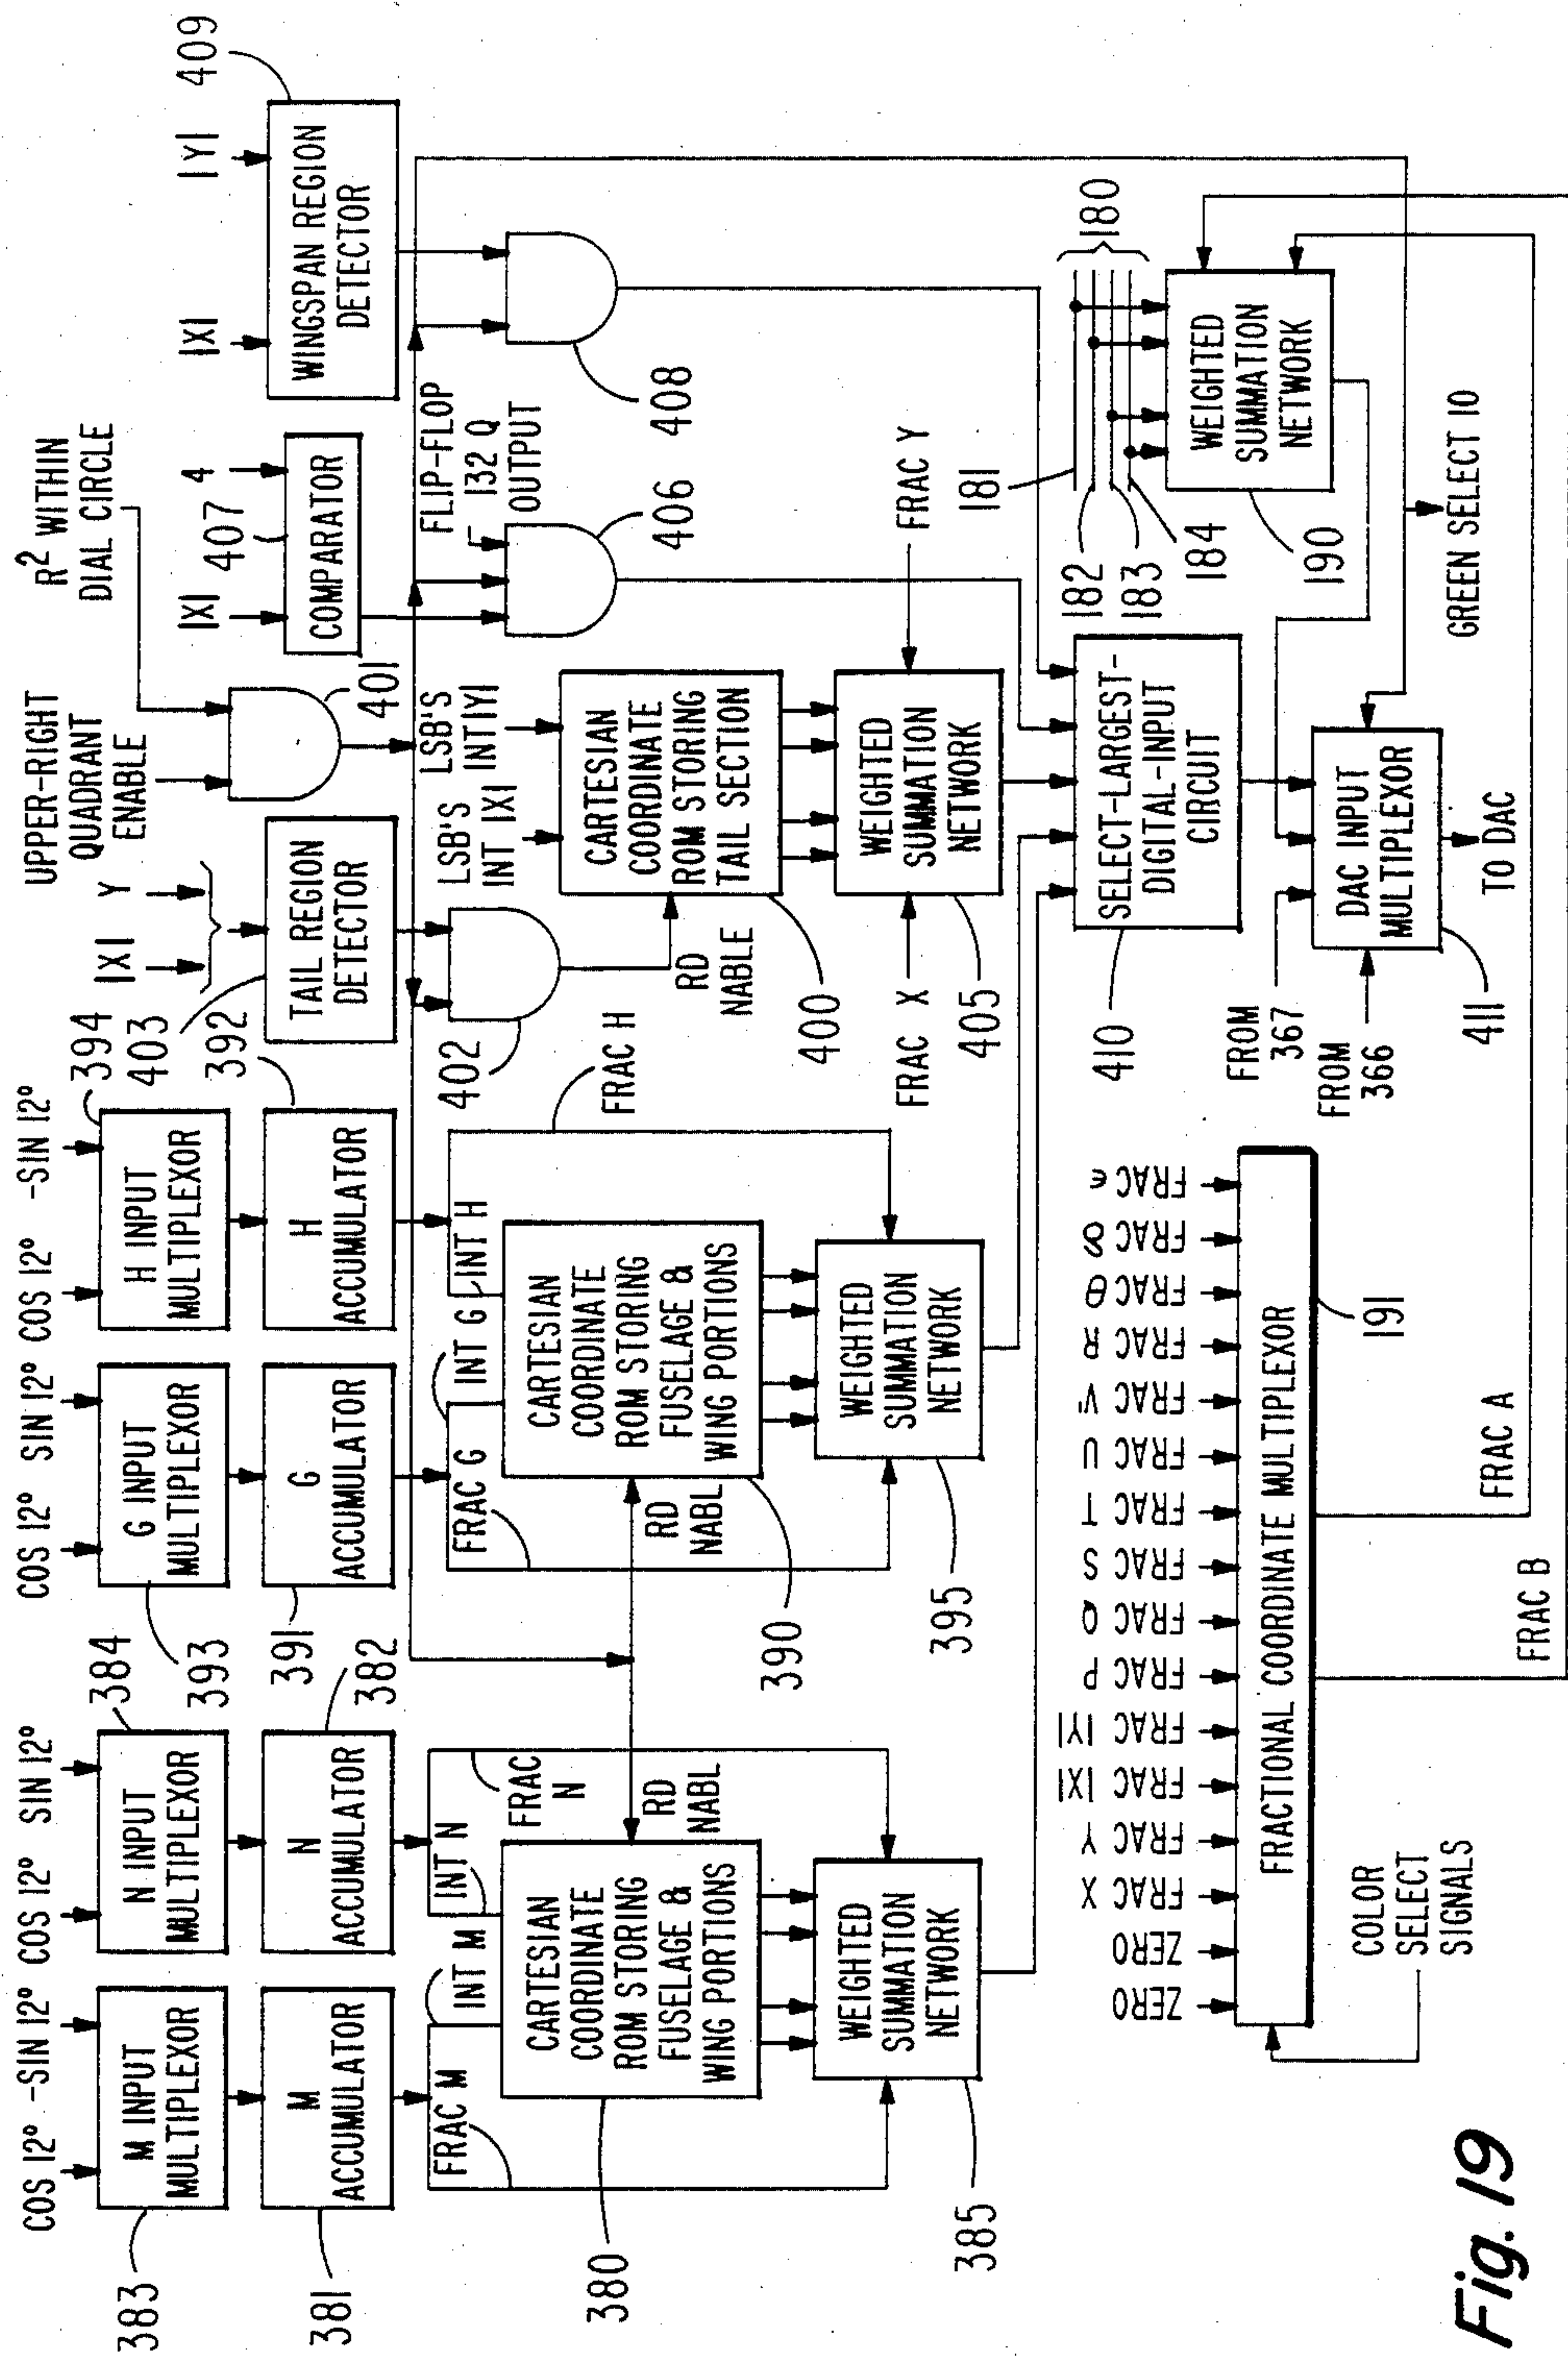 COS 12° -SIN 12°
M INPUT
MULTIPLEXOR
383
M
ACCUMULATOR
381
COS 12° SIN 12°
N INPUT
MULTIPLEXOR
384
N
ACCUMULATOR
382
FRAC M
INT M
INT N
FRAC
N
CARTESIAN
COORDINATE
ROM STORING
FUSELAGE &
WING PORTIONS
RD
NABL
380
WEIGHTED
SUMMATION
NETWORK
385
COS 12° SIN 12°
G INPUT
MULTIPLEXOR
393
G
ACCUMULATOR
391
COS 12° -SIN 12°
H INPUT
MULTIPLEXOR
394
H
ACCUMULATOR
392
FRAC G
INT G
INT H
FRAC H
CARTESIAN
COORDINATE
ROM STORING
FUSELAGE &
WING PORTIONS
RD
NABL
390
WEIGHTED
SUMMATION
NETWORK
395
|X| Y
TAIL REGION
DETECTOR
403
402
UPPER-RIGHT
QUADRANT
ENABLE
R² WITHIN
DIAL CIRCLE
401
LSB'S
INT |X|
LSB'S
INT|Y|
CARTESIAN
COORDINATE
ROM STORING
TAIL SECTION
RD
NABLE
400
WEIGHTED
SUMMATION
NETWORK
FRAC X
FRAC Y
405
|X| 4
407
COMPARATOR
FLIP-FLOP
132 Q
OUTPUT
406
|X| |Y|
WINGSPAN REGION
DETECTOR
409
408
SELECT-LARGEST-
DIGITAL-INPUT
CIRCUIT
410
180
181
182
183
184
WEIGHTED
SUMMATION
NETWORK
190
FROM
367
FROM
366
DAC INPUT
MULTIPLEXOR
411
TO DAC
GREEN SELECT 10
ZERO
ZERO
FRAC X
FRAC Y
FRAC |X|
FRAC |Y|
FRAC P
FRAC Q
FRAC S
FRAC T
FRAC U
FRAC V'
FRAC R
FRAC θ
FRAC ϵ
FRACTIONAL COORDINATE MULTIPLEXOR
191
COLOR
SELECT
SIGNALS
FRAC A
FRAC B
Fig. 19